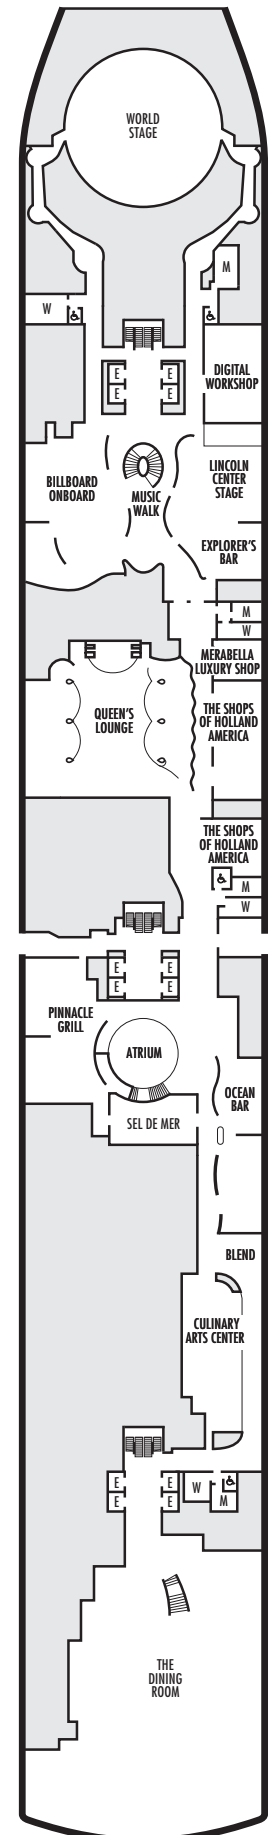 WORLD
STAGE
M
W
E
E
E
E
DIGITAL
WORKSHOP
BILLBOARD
ONBOARD
MUSIC
WALK
LINCOLN
CENTER
STAGE
EXPLORER'S
BAR
M
W
MERABELLA
LUXURY SHOP
QUEEN'S
LOUNGE
THE SHOPS
OF HOLLAND
AMERICA
THE SHOPS
OF HOLLAND
AMERICA
M
W
E
E
E
E
PINNACLE
GRILL
ATRIUM
OCEAN
BAR
SEL DE MER
BLEND
CULINARY
ARTS CENTER
E
E
E
E
W
M
THE
DINING
ROOM